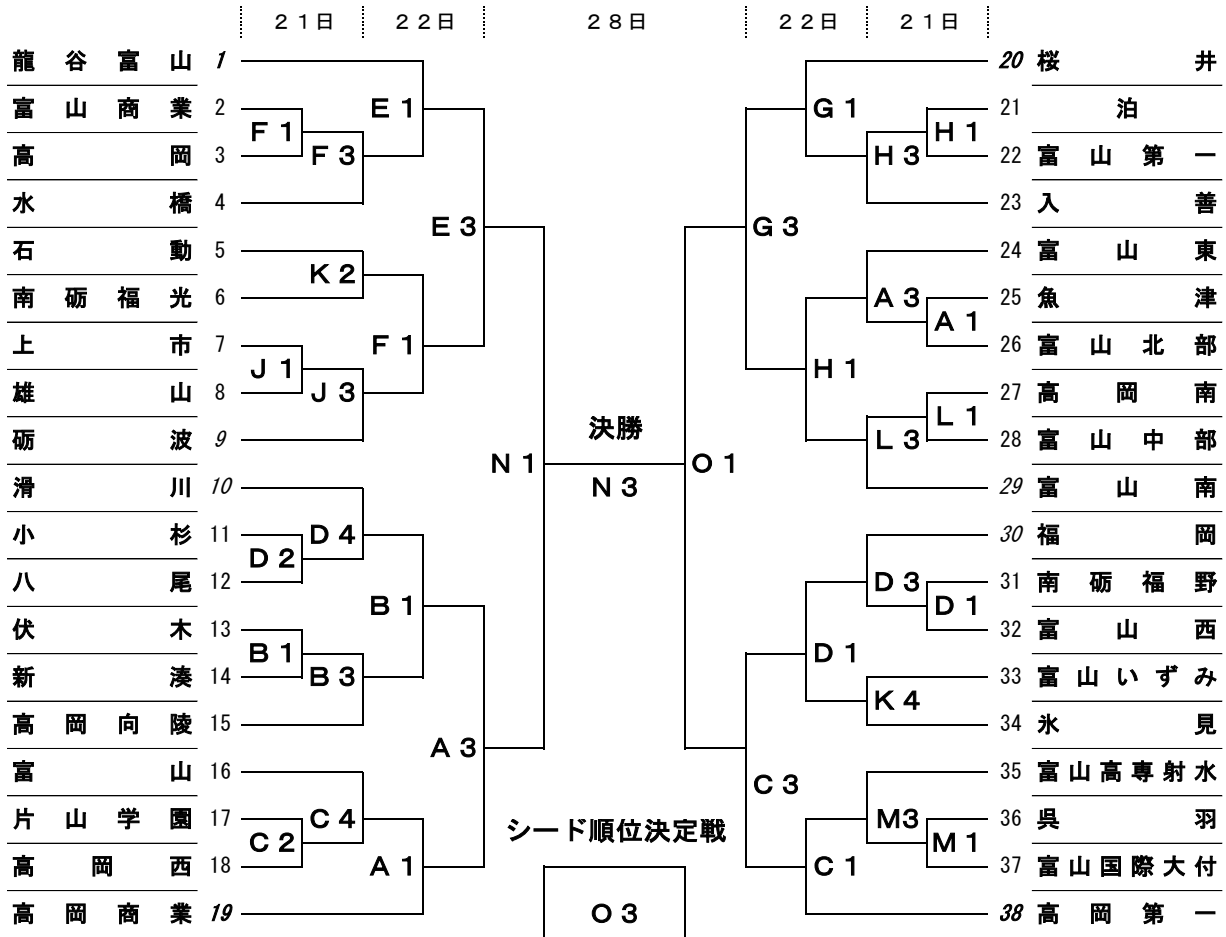 21日 22日 28日 22日 21日
龍谷富山 1 20 桜井
富山商業 2 E1 G1 21 泊
F1 H1
高岡 3 F3 H3 22 富山第一
水橋 4 23 入善
E3 G3
石動 5 24 富山東
K2
南砺福光 6 A3 25 魚津
A1
上市 7 F1 H1 26 富山北部
J1
雄山 8 J3 27 高岡南
L1
砺波 9 決勝 L3 28 富山中部
N1 O1
滑川 10 N3 29 富山南
小杉 11 D4 30 福岡
D2
八尾 12 D3 31 南砺福野
B1 D1
伏木 13 32 富山西
B1 D1
新湊 14 B3 33 富山いずみ
K4
高岡向陵 15 34 氷見
A3
富山 16 35 富山高専射水
C3
片山学園 17 C4 シード順位決定戦 M3 36 呉羽
C2 M1
高岡西 18 A1 C1 37 富山国際大付
高岡商業 19 O3 38 高岡第一